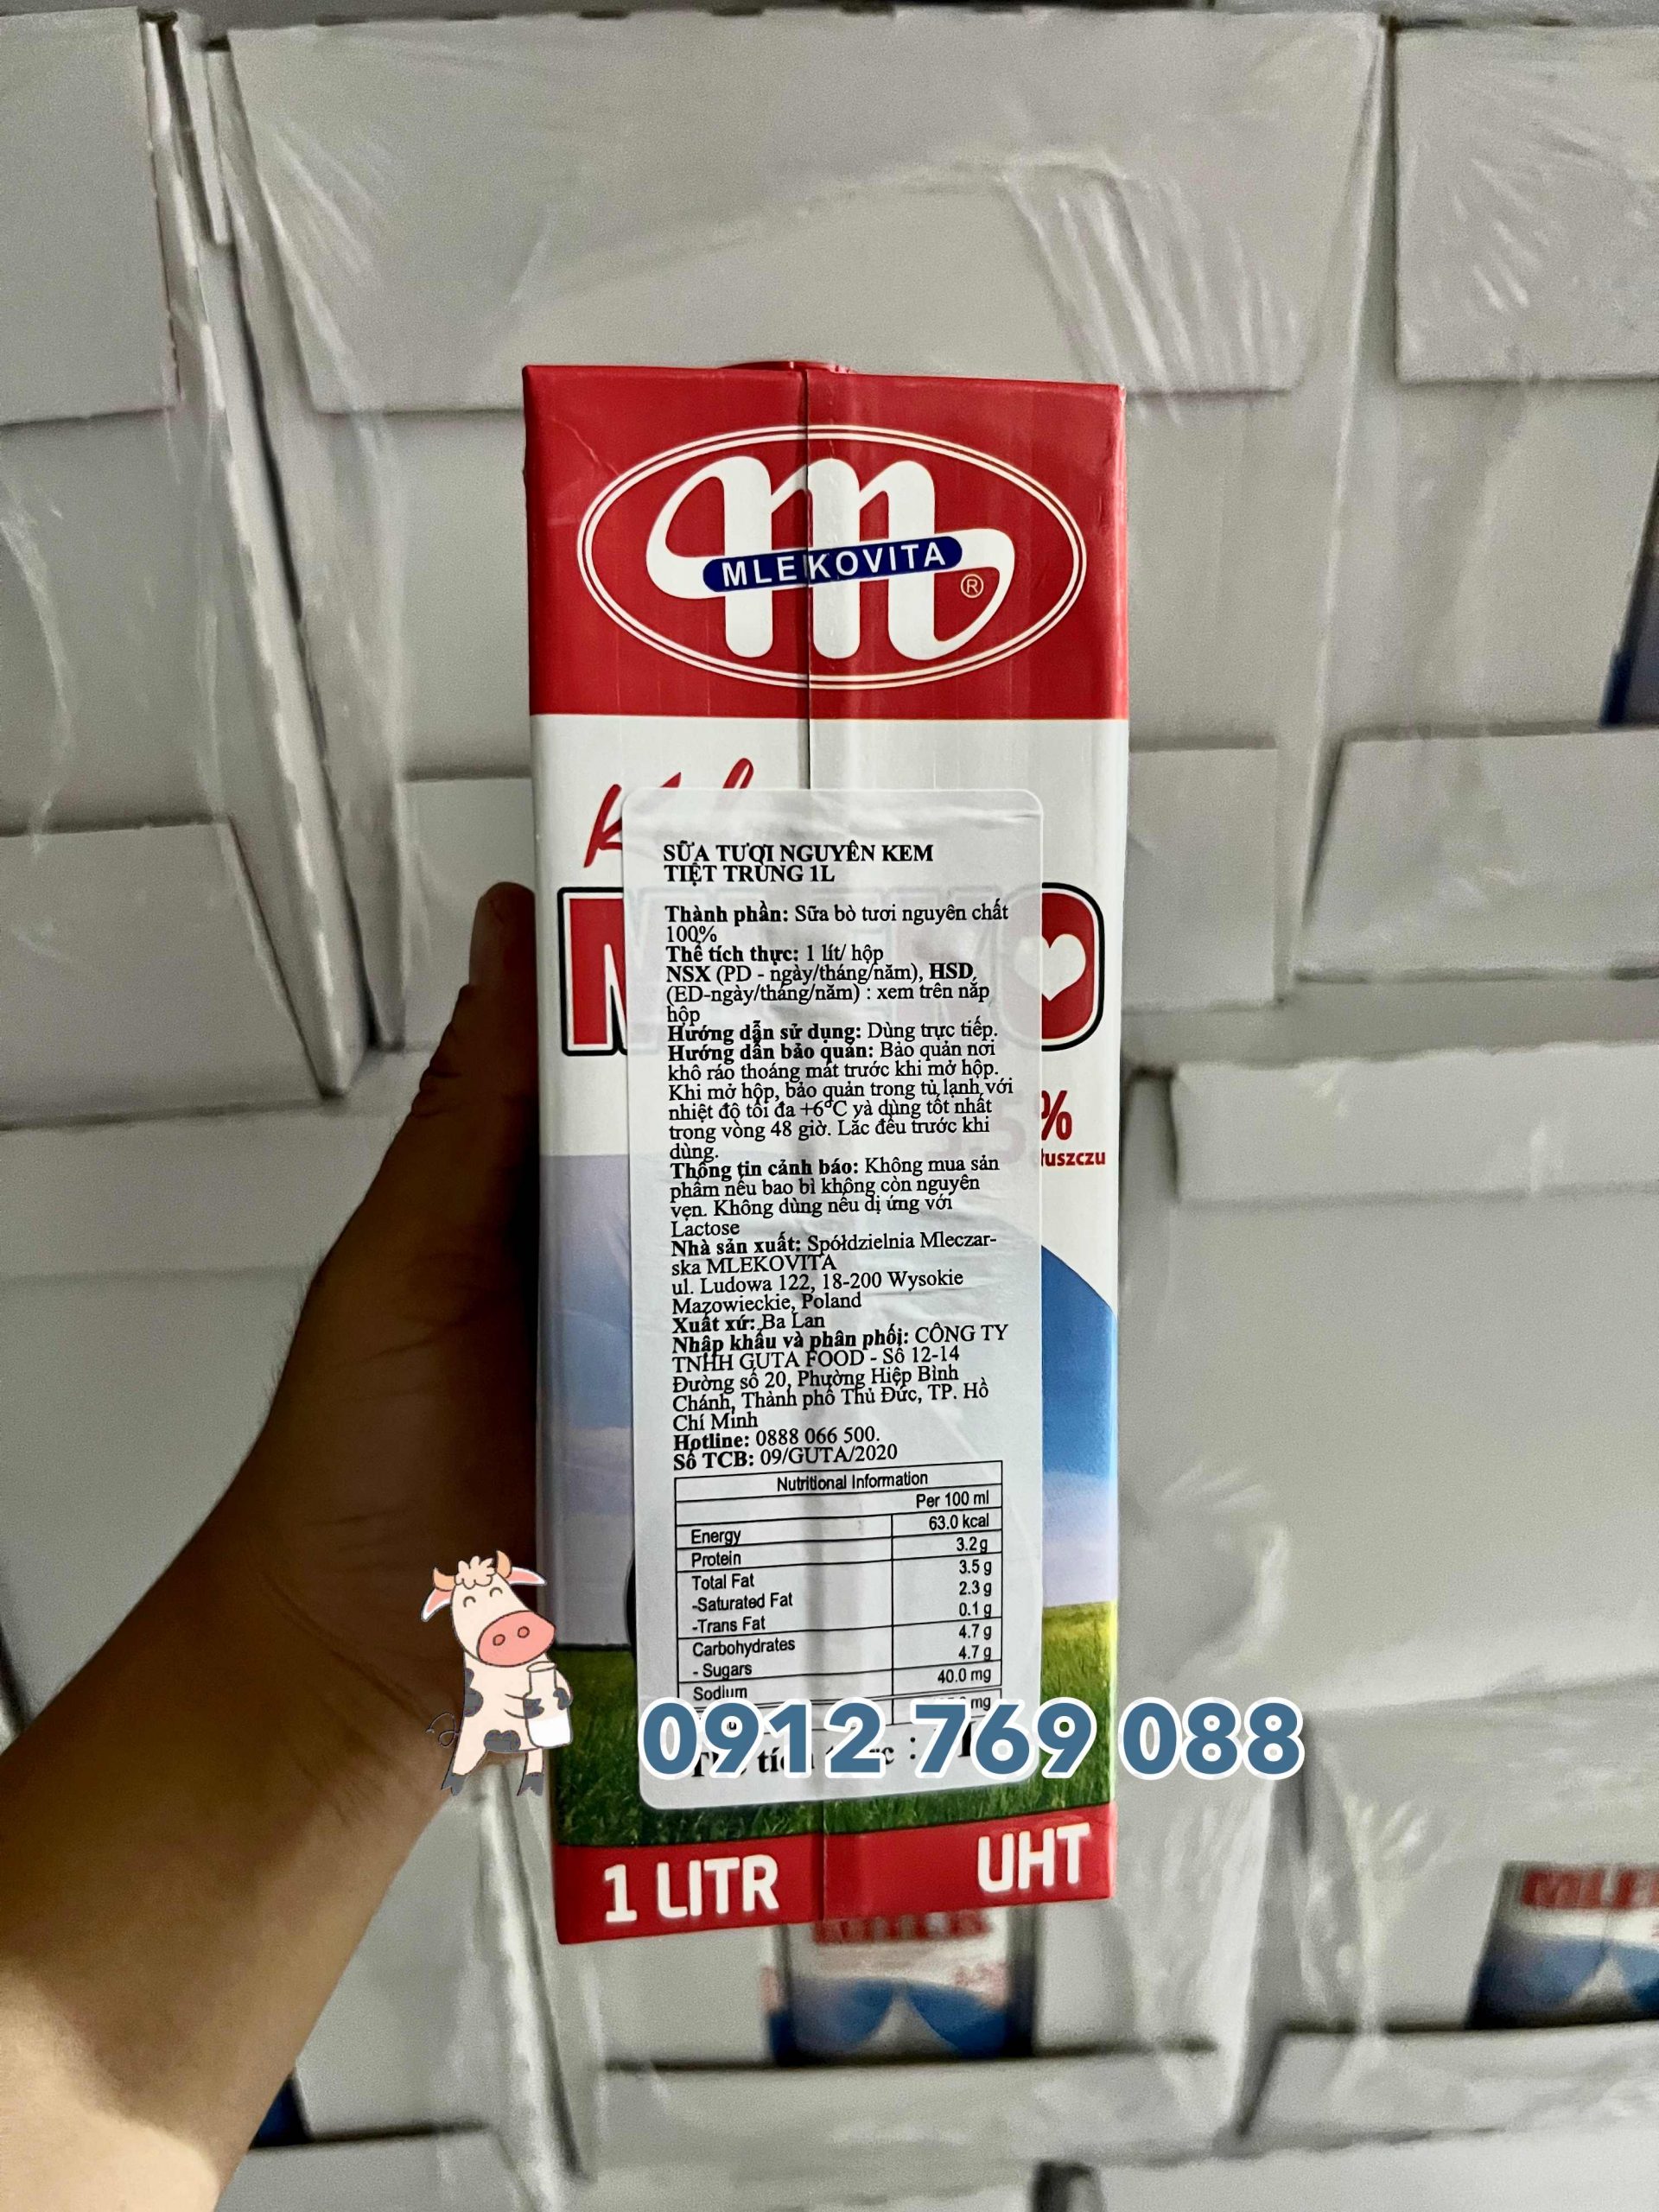 MLEKOVITA
®
SỮA TƯƠI NGUYÊN KEM
TIỆT TRÙNG 1L
Thành phần: Sữa bò tươi nguyên chất
100%
Thể tích thực: 1 lít/ hộp
NSX (PD - ngày/tháng/năm), HSD
(ED-ngày/tháng/năm) : xem trên nắp
hộp
Hướng dẫn sử dụng: Dùng trực tiếp.
Hướng dẫn bảo quản: Bảo quản nơi
khô ráo thoáng mát trước khi mở hộp.
Khi mở hộp, bảo quản trong tủ lạnh với
nhiệt độ tối đa +6°C và dùng tốt nhất
trong vòng 48 giờ. Lắc đều trước khi
dùng.
Thông tin cảnh báo: Không mua sản
phẩm nếu bao bì không còn nguyên
vẹn. Không dùng nếu dị ứng với
Lactose
Nhà sản xuất: Spółdzielnia Mleczar-
ska MLEKOVITA
ul. Ludowa 122, 18-200 Wysokie
Mazowieckie, Poland
Xuất xứ: Ba Lan
Nhập khẩu và phân phối: CÔNG TY
TNHH GUTA FOOD - Số 12-14
Đường số 20, Phường Hiệp Bình
Chánh, Thành phố Thủ Đức, TP. Hồ
Chí Minh
Hotline: 0888 066 500.
Số TCB: 09/GUTA/2020
Nutritional Information
Per 100 ml
Energy 63.0 kcal
Protein 3.2 g
Total Fat 3.5 g
-Saturated Fat 2.3 g
-Trans Fat 0.1 g
Carbohydrates 4.7 g
- Sugars 4.7 g
Sodium 40.0 mg
mg
0912 769 088
%
1 LITR
UHT